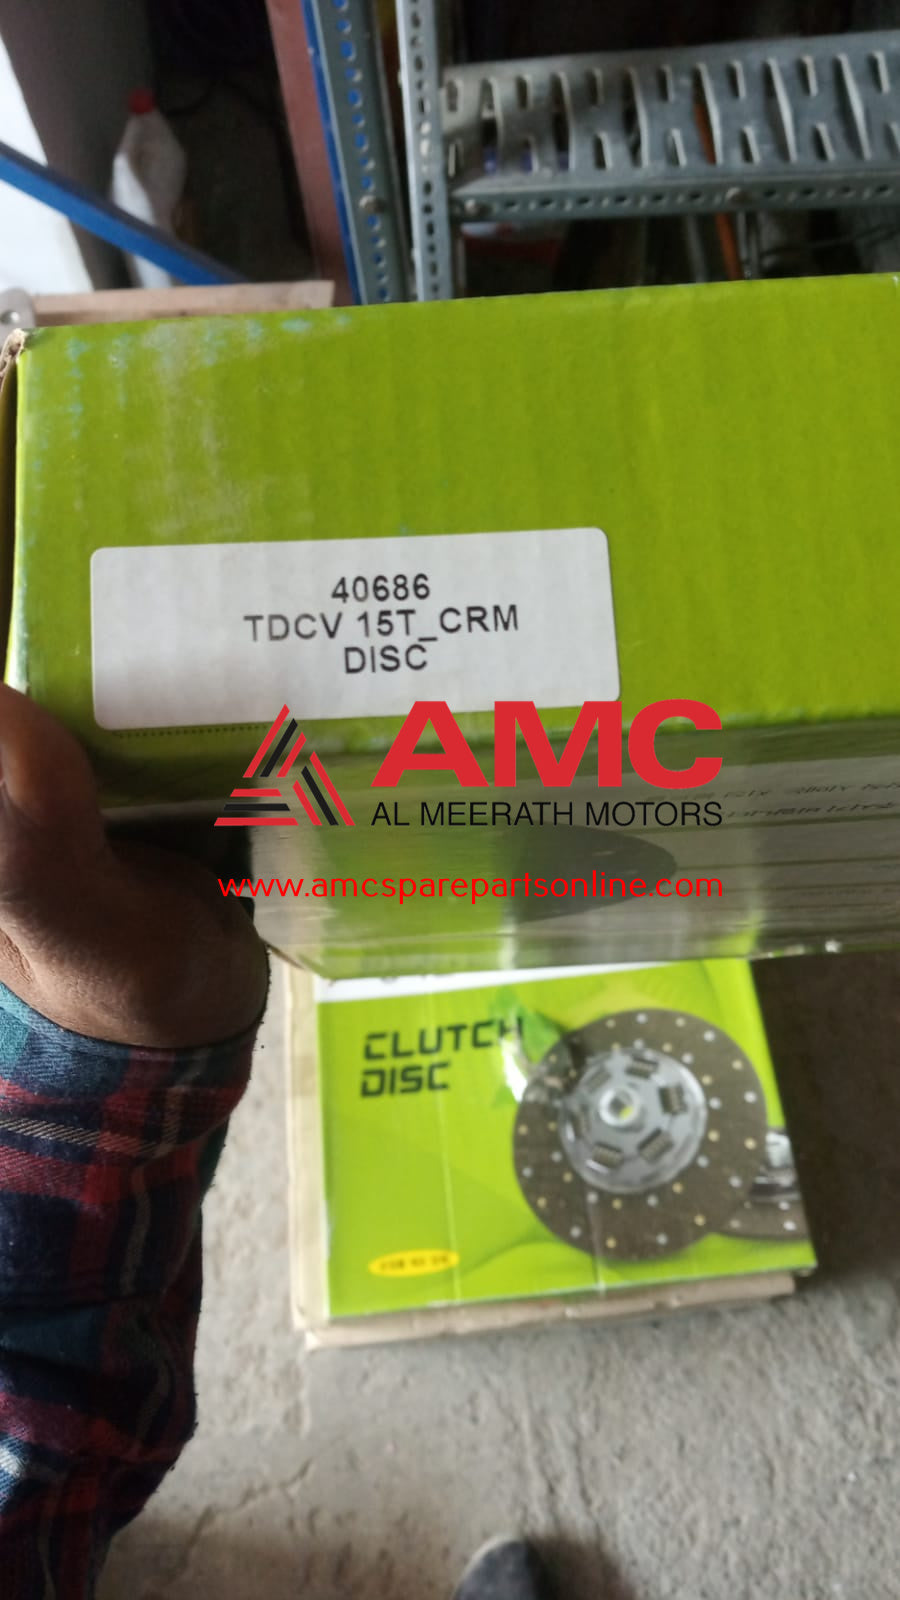 40686
TDCV 15T_CRM
DISC
AMC
AL MEERATH MOTORS
www.amcsparepartsonline.com
CLUTCH
DISC